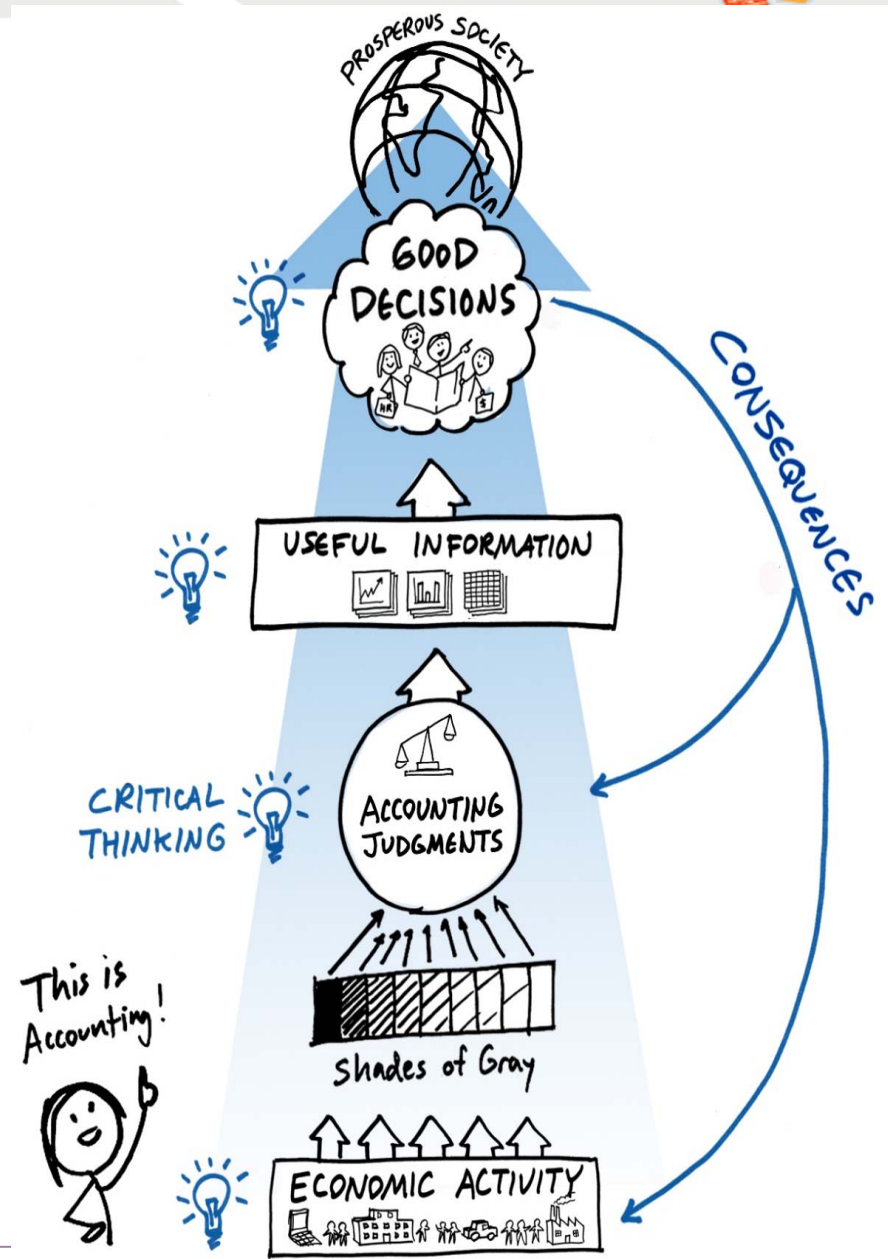 PROSPEROUS SOCIETY
GOOD
DECISIONS
HR
$
CONSEQUENCES
USEFUL INFORMATION
CRITICAL
THINKING
ACCOUNTING
JUDGMENTS
This is
Accounting!
Shades of Gray
ECONOMIC ACTIVITY